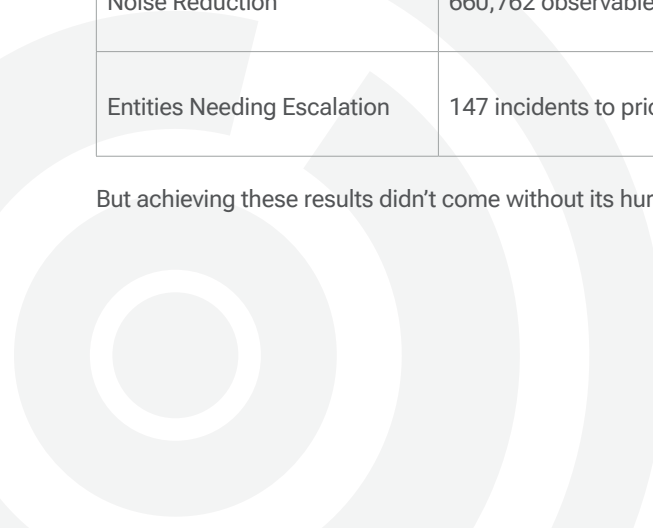 Noise Reduction 660,762 observable
Entities Needing Escalation 147 incidents to
But achieving these results didn't come without its